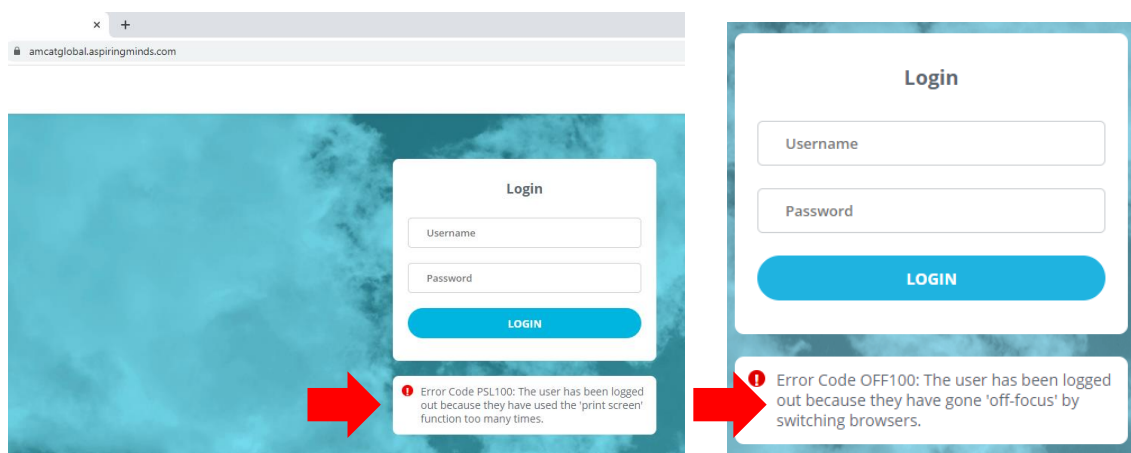 × +
amcatglobal.aspiringminds.com
Login
Username
Password
LOGIN
Error Code PSL100: The user has been logged
out because they have used the 'print screen'
function too many times.
Login
Username
Password
LOGIN
Error Code OFF100: The user has been logged
out because they have gone 'off-focus' by
switching browsers.